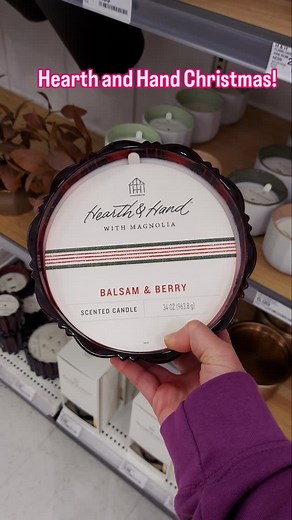 Hearth and Hand Christmas!
Hearth & Hand
WITH MAGNOLIA
BALSAM & BERRY
SCENTED CANDLE